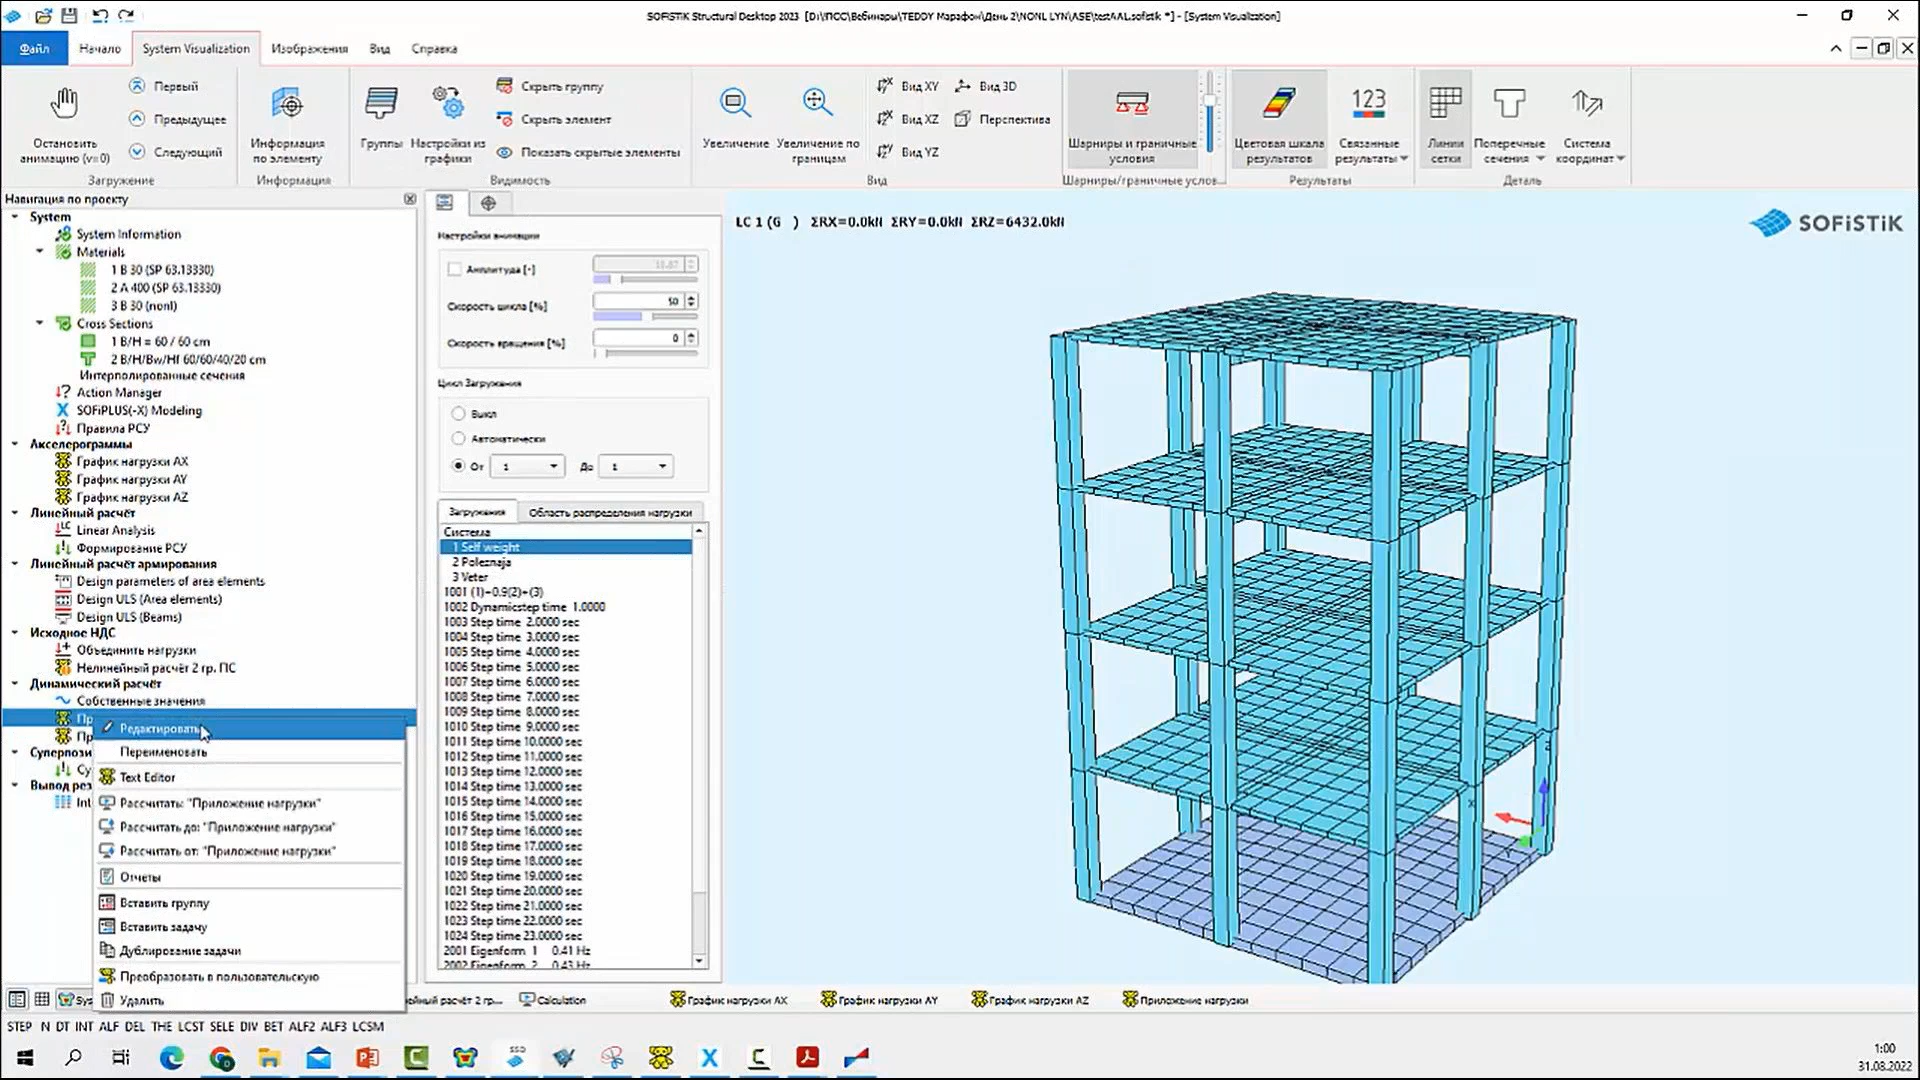 SOFiSTiK Structural Desktop 2023 [D:\ПСС\Вебинары\TEDDY Марафон\День 2\NONL LYN\ASE\testAAL.sofistik *] - [System Visualization]
Файл Начало System Visualization Изображения Вид Справка
Остановить анимацию (v=0)
Первый
Предыдущее
Следующий
Загружение
Информация по элементу
Информация
Группы
Настройки из графики
Скрыть группу
Скрыть элемент
Показать скрытые элементы
Видимость
Увеличение
Увеличение по границам
Вид XY
Вид XZ
Вид YZ
Вид 3D
Перспектива
Вид
Шарниры и граничные условия
Шарниры/граничные услов...
Цветовая шкала результатов
Связанные результаты
Результаты
Линии сетки
Поперечные сечения
Система координат
Деталь
Навигация по проекту
System
System Information
Materials
1 B 30 (SP 63.13330)
2 A 400 (SP 63.13330)
3 B 30 (nonl)
Cross Sections
1 B/H = 60 / 60 cm
2 B/H/Bw/Hf 60/60/40/20 cm
Интерполированные сечения
Action Manager
SOFiPLUS(-X) Modeling
Правила РСУ
Акселерограммы
График нагрузки AX
График нагрузки AY
График нагрузки AZ
Линейный расчёт
Linear Analysis
Формирование РСУ
Линейный расчёт армирования
Design parameters of area elements
Design ULS (Area elements)
Design ULS (Beams)
Исходное НДС
Объединить нагрузки
Нелинейный расчёт 2 гр. ПС
Динамический расчёт
Собственные значения
Пр
Пр
Суперпози
Су
Вывод рез
Int
Редактировать
Переименовать
Text Editor
Рассчитать: "Приложение нагрузки"
Рассчитать до: "Приложение нагрузки"
Рассчитать от: "Приложение нагрузки"
Отчеты
Вставить группу
Вставить задачу
Дублирование задачи
Преобразовать в пользовательскую
Удалить
Настройки анимации
Амплитуда [-]
Скорость цикла [%] 50
Скорость вращения [%] 0
Цикл Загружения
Выкл
Автоматически
От 1 До 1
Загружения Область распределения нагрузки
Система
1 Self weight
2 Poleznaja
3 Veter
1001 (1)-0.9(2)+(3)
1002 Dynamicstep time 1.0000
1003 Step time 2.0000 sec
1004 Step time 3.0000 sec
1005 Step time 4.0000 sec
1006 Step time 5.0000 sec
1007 Step time 6.0000 sec
1008 Step time 7.0000 sec
1009 Step time 8.0000 sec
1010 Step time 9.0000 sec
1011 Step time 10.0000 sec
1012 Step time 11.0000 sec
1013 Step time 12.0000 sec
1014 Step time 13.0000 sec
1015 Step time 14.0000 sec
1016 Step time 15.0000 sec
1017 Step time 16.0000 sec
1018 Step time 17.0000 sec
1019 Step time 18.0000 sec
1020 Step time 19.0000 sec
1021 Step time 20.0000 sec
1022 Step time 21.0000 sec
1023 Step time 22.0000 sec
1024 Step time 23.0000 sec
2001 Eigenform 1 0.41 Hz
2002 Eigenform 2 0.43 Hz
LC 1 (G ) ΣRX=0.0kN ΣRY=0.0kN ΣRZ=6432.0kN
SOFiSTiK
Sys
ейный расчёт 2 гр... Calculation График нагрузки AX График нагрузки AY График нагрузки AZ Приложение нагрузки
STEP N DT INT ALF DEL THE LCST SELE DIV BET ALF2 ALF3 LCSM
1:00
31.08.2022